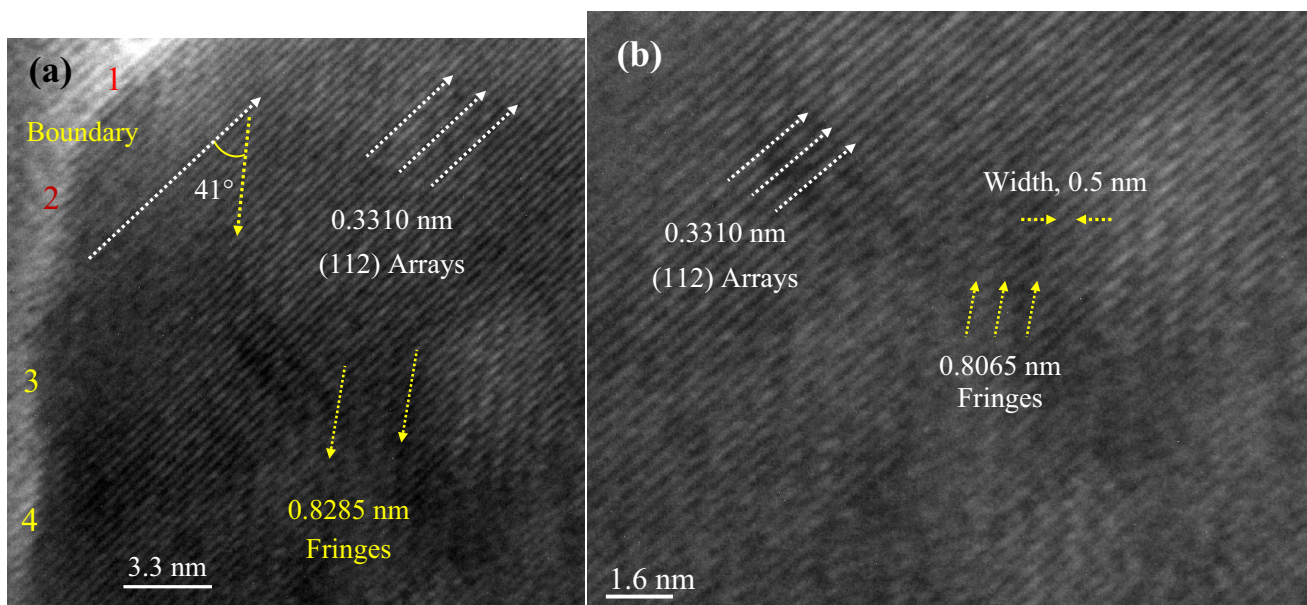 (a)
1
Boundary
2
41°
0.3310 nm
(112) Arrays
3
4
0.8285 nm
Fringes
3.3 nm
(b)
Width, 0.5 nm
0.3310 nm
(112) Arrays
0.8065 nm
Fringes
1.6 nm